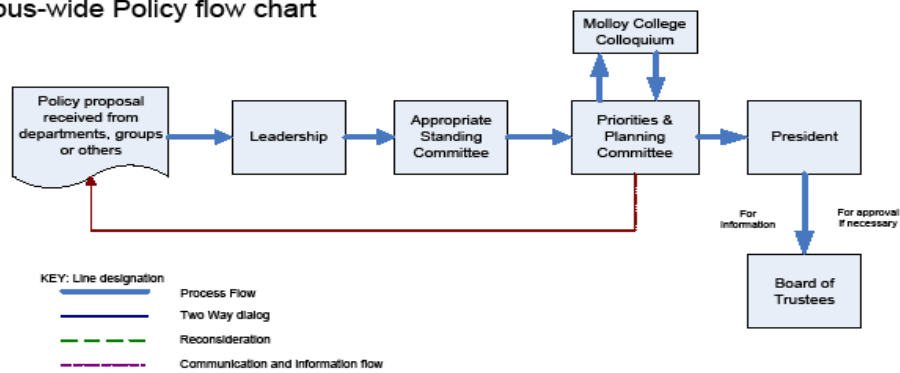 ous-wide Policy flow chart
Molloy College
Colloquium
Policy proposal
received from
departments, groups
or others
Leadership
Appropriate
Standing
Committee
Priorities &
Planning
Committee
President
For
Information
For approval
If necessary
Board of
Trustees
KEY: Line designation
Process Flow
Two Way dialog
Reconsideration
Communication and Information flow